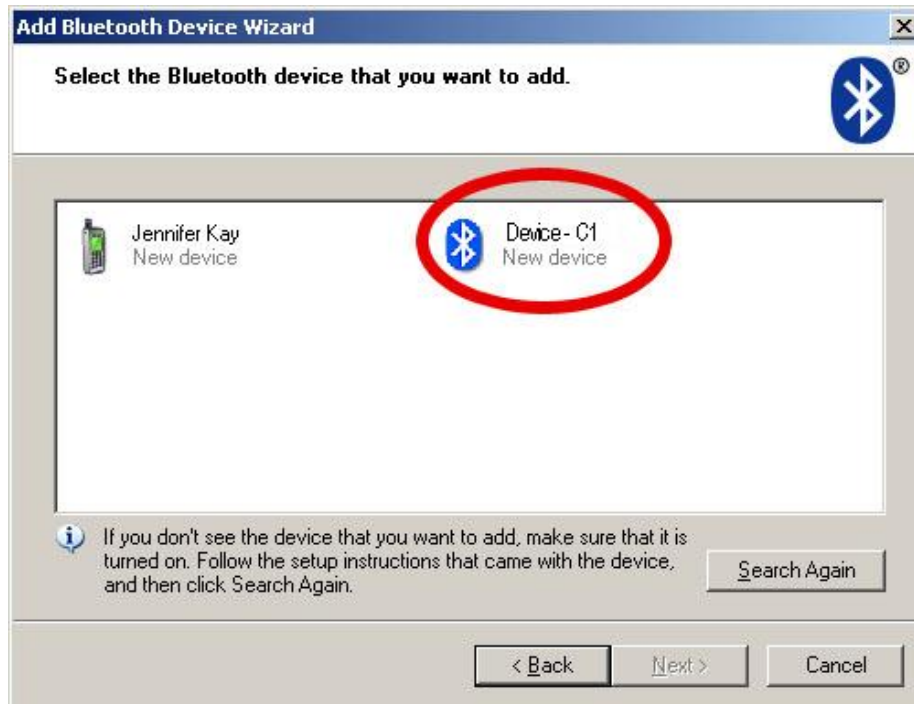 Add Bluetooth Device Wizard
Select the Bluetooth device that you want to add.
®
Jennifer Kay
New device
Device- C1
New device
If you don't see the device that you want to add, make sure that it is
turned on. Follow the setup instructions that came with the device,
and then click Search Again.
Search Again
< Back
Next >
Cancel